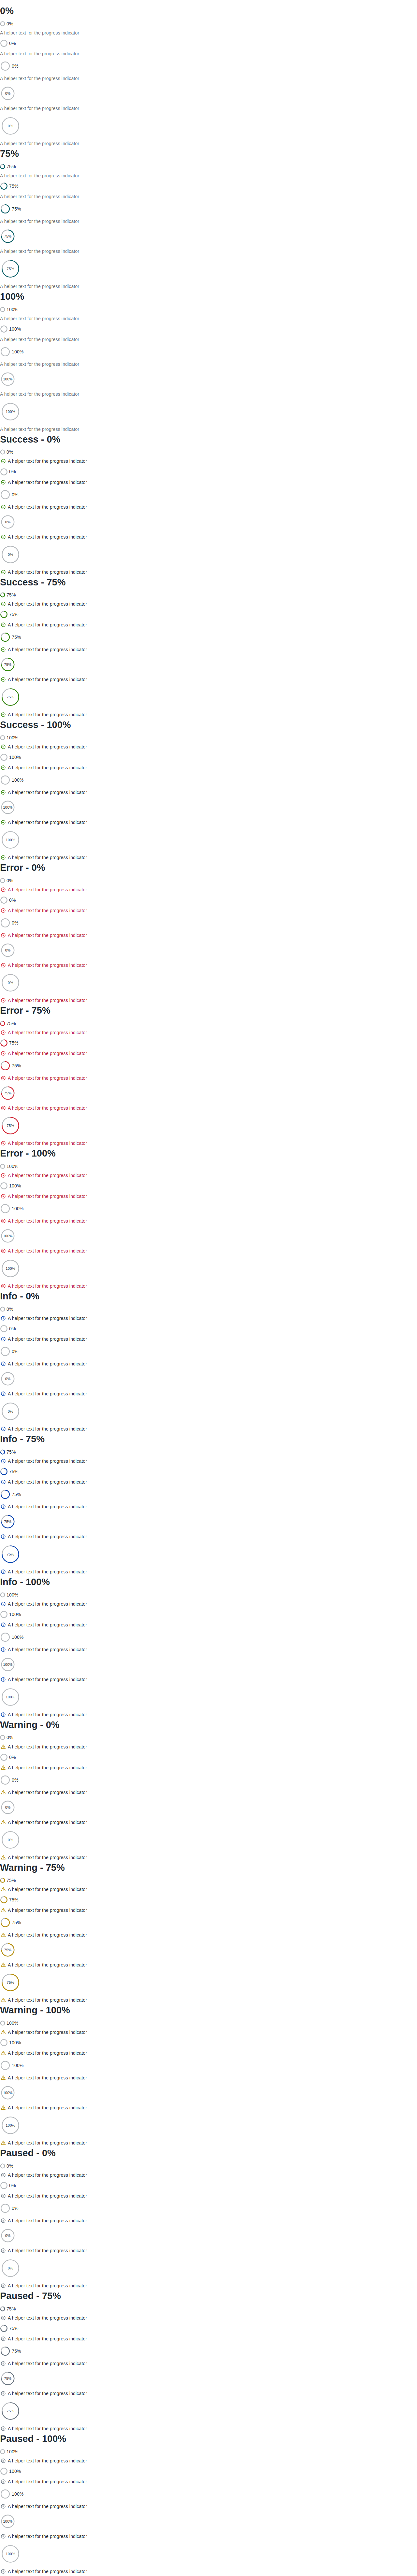 0%
0%
A helper text for the progress indicator
0%
A helper text for the progress indicator
0%
A helper text for the progress indicator
0%
A helper text for the progress indicator
0%
A helper text for the progress indicator
75%
75%
A helper text for the progress indicator
75%
A helper text for the progress indicator
75%
A helper text for the progress indicator
75%
A helper text for the progress indicator
75%
A helper text for the progress indicator
100%
100%
A helper text for the progress indicator
100%
A helper text for the progress indicator
100%
A helper text for the progress indicator
100%
A helper text for the progress indicator
100%
A helper text for the progress indicator
Success - 0%
0%
A helper text for the progress indicator
0%
A helper text for the progress indicator
0%
A helper text for the progress indicator
0%
A helper text for the progress indicator
0%
A helper text for the progress indicator
Success - 75%
75%
A helper text for the progress indicator
75%
A helper text for the progress indicator
75%
A helper text for the progress indicator
75%
A helper text for the progress indicator
75%
A helper text for the progress indicator
Success - 100%
100%
A helper text for the progress indicator
100%
A helper text for the progress indicator
100%
A helper text for the progress indicator
100%
A helper text for the progress indicator
100%
A helper text for the progress indicator
Error - 0%
0%
A helper text for the progress indicator
0%
A helper text for the progress indicator
0%
A helper text for the progress indicator
0%
A helper text for the progress indicator
0%
A helper text for the progress indicator
Error - 75%
75%
A helper text for the progress indicator
75%
A helper text for the progress indicator
75%
A helper text for the progress indicator
75%
A helper text for the progress indicator
75%
A helper text for the progress indicator
Error - 100%
100%
A helper text for the progress indicator
100%
A helper text for the progress indicator
100%
A helper text for the progress indicator
100%
A helper text for the progress indicator
100%
A helper text for the progress indicator
Info - 0%
0%
A helper text for the progress indicator
0%
A helper text for the progress indicator
0%
A helper text for the progress indicator
0%
A helper text for the progress indicator
0%
A helper text for the progress indicator
Info - 75%
75%
A helper text for the progress indicator
75%
A helper text for the progress indicator
75%
A helper text for the progress indicator
75%
A helper text for the progress indicator
75%
A helper text for the progress indicator
Info - 100%
100%
A helper text for the progress indicator
100%
A helper text for the progress indicator
100%
A helper text for the progress indicator
100%
A helper text for the progress indicator
100%
A helper text for the progress indicator
Warning - 0%
0%
A helper text for the progress indicator
0%
A helper text for the progress indicator
0%
A helper text for the progress indicator
0%
A helper text for the progress indicator
0%
A helper text for the progress indicator
Warning - 75%
75%
A helper text for the progress indicator
75%
A helper text for the progress indicator
75%
A helper text for the progress indicator
75%
A helper text for the progress indicator
75%
A helper text for the progress indicator
Warning - 100%
100%
A helper text for the progress indicator
100%
A helper text for the progress indicator
100%
A helper text for the progress indicator
100%
A helper text for the progress indicator
100%
A helper text for the progress indicator
Paused - 0%
0%
A helper text for the progress indicator
0%
A helper text for the progress indicator
0%
A helper text for the progress indicator
0%
A helper text for the progress indicator
0%
A helper text for the progress indicator
Paused - 75%
75%
A helper text for the progress indicator
75%
A helper text for the progress indicator
75%
A helper text for the progress indicator
75%
A helper text for the progress indicator
75%
A helper text for the progress indicator
Paused - 100%
100%
A helper text for the progress indicator
100%
A helper text for the progress indicator
100%
A helper text for the progress indicator
100%
A helper text for the progress indicator
100%
A helper text for the progress indicator